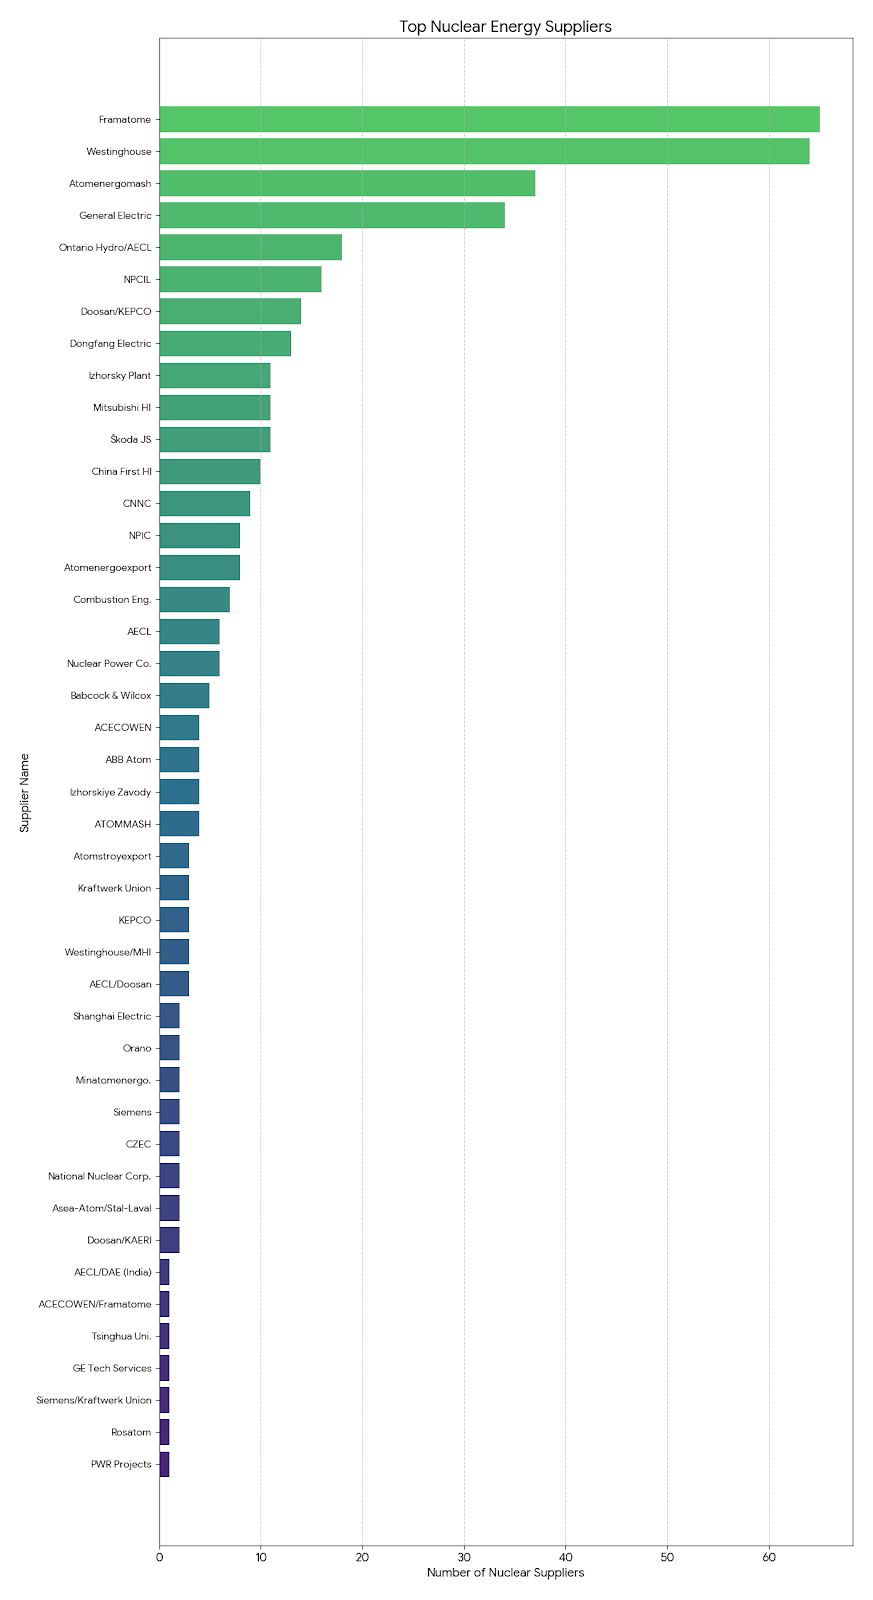 Top Nuclear Energy Suppliers
Framatome
Westinghouse
Atomenergomash
General Electric
Ontario Hydro/AECL
NPCIL
Doosan/KEPCO
Dongfang Electric
Izhorsky Plant
Mitsubishi HI
Škoda JS
China First HI
CNNC
NPIC
Atomenergoexport
Combustion Eng.
AECL
Nuclear Power Co.
Babcock & Wilcox
ACECOWEN
ABB Atom
Izhorskiye Zavody
ATOMMASH
Atomstroyexport
Kraftwerk Union
KEPCO
Westinghouse/MHI
AECL/Doosan
Shanghai Electric
Orano
Minatomenergo.
Siemens
CZEC
National Nuclear Corp.
Asea-Atom/Stal-Laval
Doosan/KAERI
AECL/DAE (India)
ACECOWEN/Framatome
Tsinghua Uni.
GE Tech Services
Siemens/Kraftwerk Union
Rosatom
PWR Projects
Supplier Name
0 10 20 30 40 50 60
Number of Nuclear Suppliers